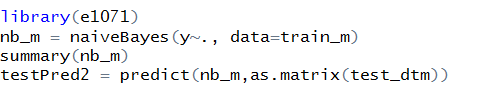 library(e1071)
nb_m = naiveBayes(y~., data=train_m)
summary(nb_m)
testPred2 = predict(nb_m,as.matrix(test_dtm))